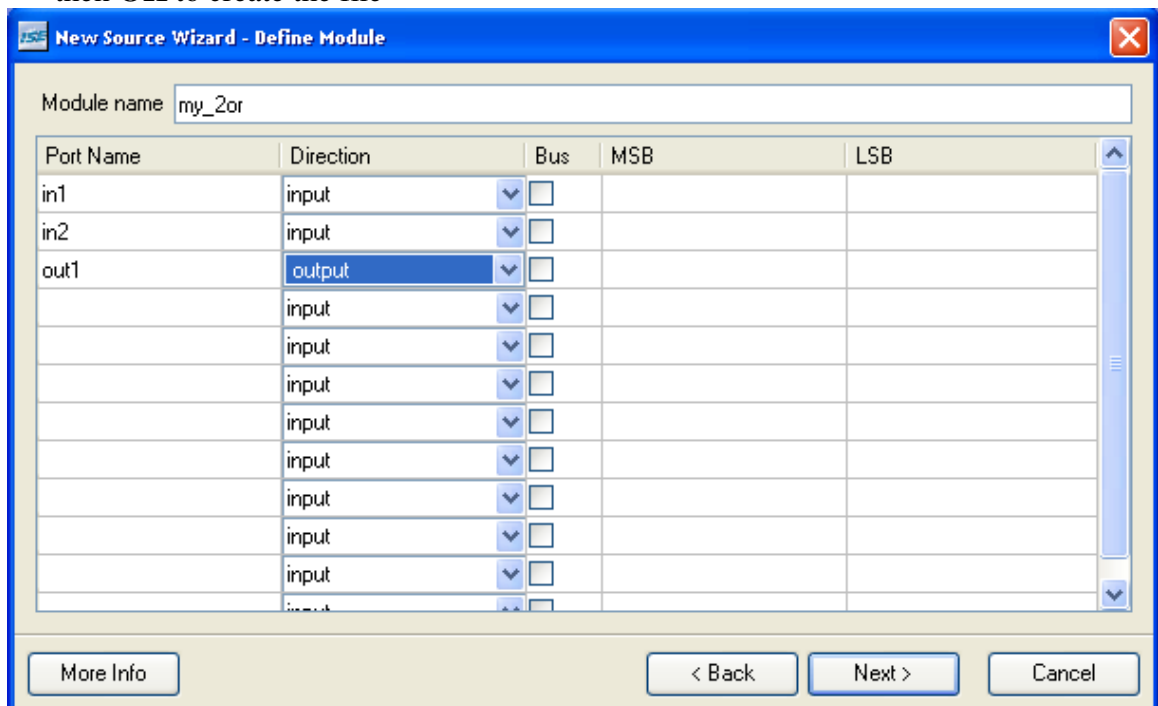 New Source Wizard - Define Module
Module name my_2or
Port Name Direction Bus MSB LSB
in1 input
in2 input
out1 output
input
input
input
input
input
input
input
input
More Info < Back Next > Cancel